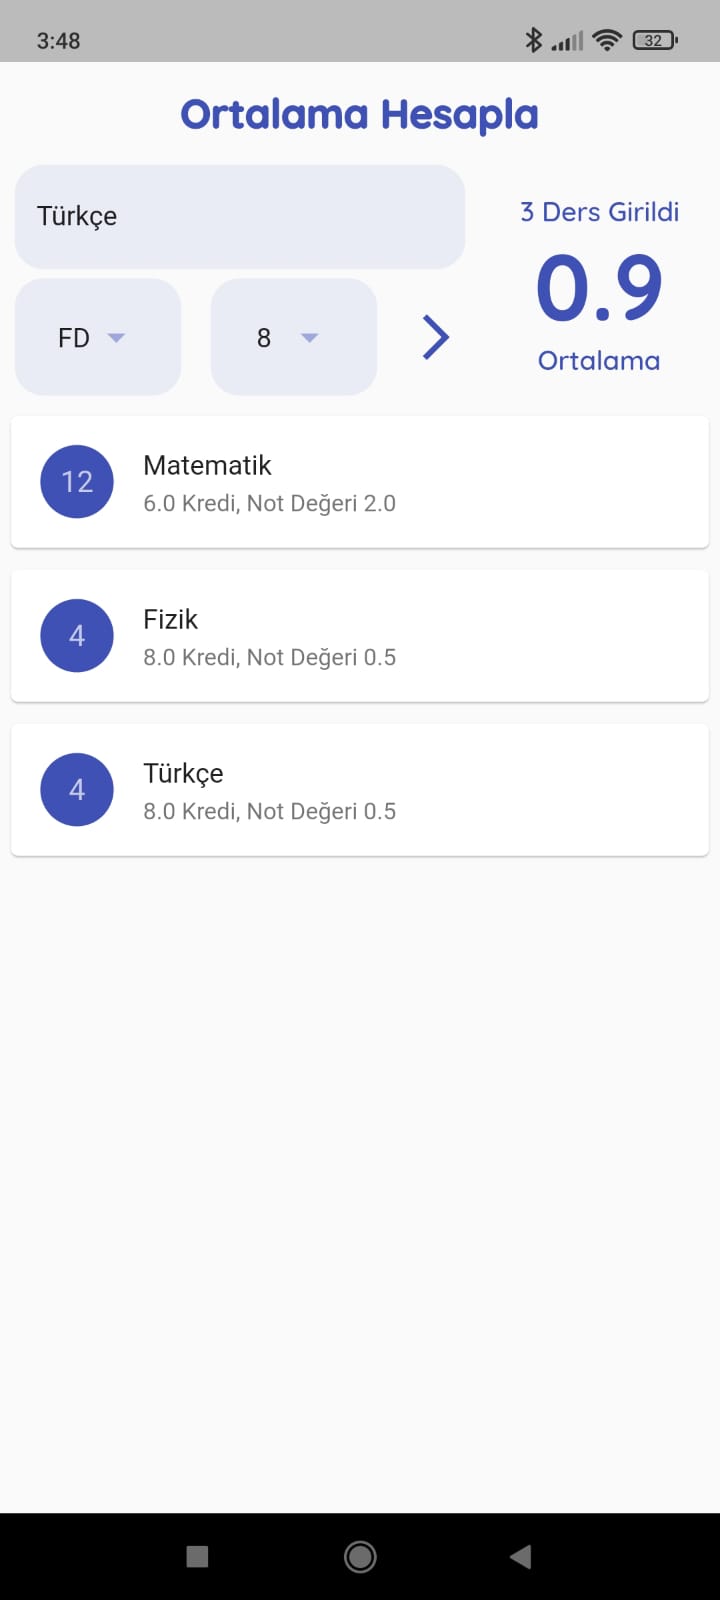 3:48
32
Ortalama Hesapla
Türkçe
3 Ders Girildi
0.9
Ortalama
FD
8
12
Matematik
6.0 Kredi, Not Değeri 2.0
4
Fizik
8.0 Kredi, Not Değeri 0.5
4
Türkçe
8.0 Kredi, Not Değeri 0.5